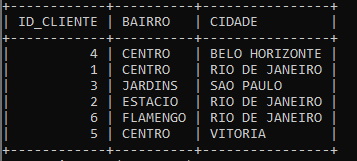 ID_CLIENTE | BAIRRO | CIDADE
4 | CENTRO | BELO HORIZONTE
1 | CENTRO | RIO DE JANEIRO
3 | JARDINS | SAO PAULO
2 | ESTACIO | RIO DE JANEIRO
6 | FLAMENGO | RIO DE JANEIRO
5 | CENTRO | VITORIA